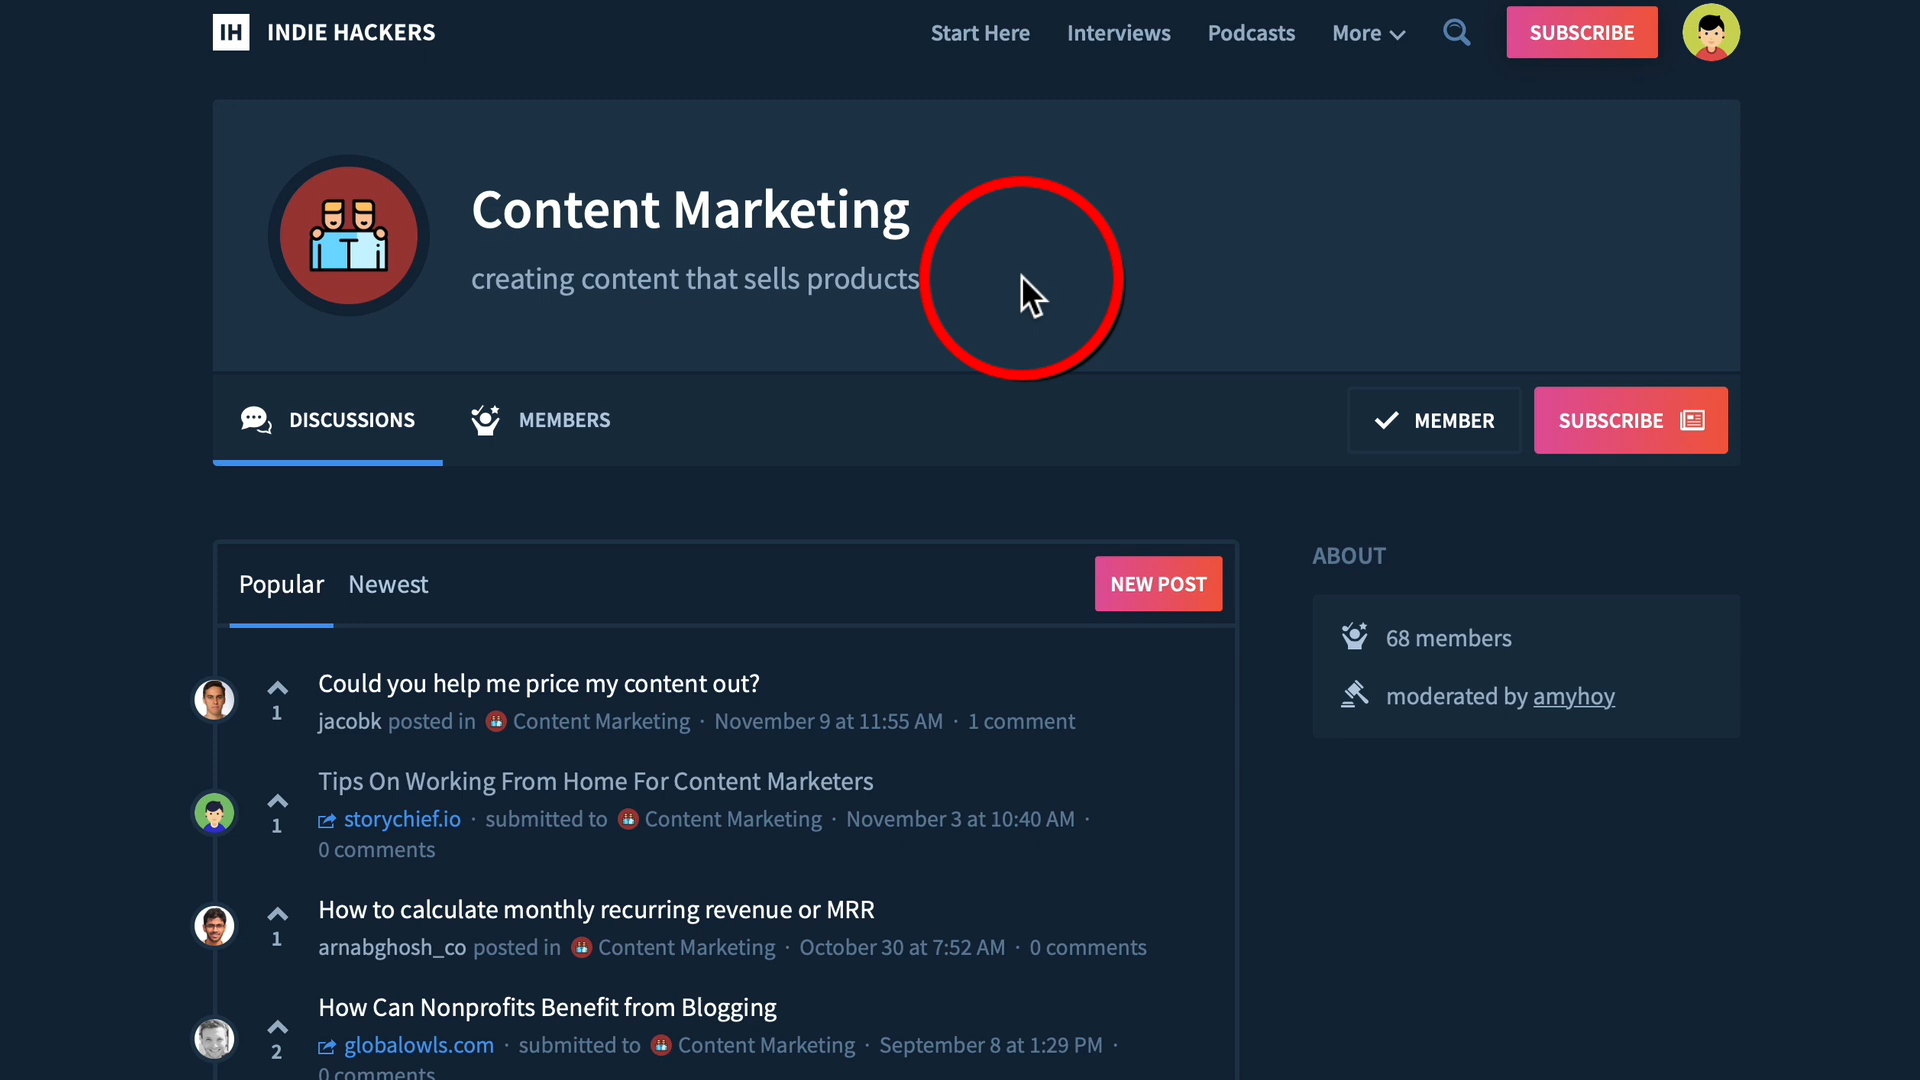 IH INDIE HACKERS
Start Here Interviews Podcasts More SUBSCRIBE
Content Marketing
creating content that sells products
DISCUSSIONS MEMBERS
MEMBER SUBSCRIBE
Popular Newest NEW POST
Could you help me price my content out?
1
jacobk posted in Content Marketing · November 9 at 11:55 AM · 1 comment
Tips On Working From Home For Content Marketers
1
storychief.io · submitted to Content Marketing · November 3 at 10:40 AM ·
0 comments
How to calculate monthly recurring revenue or MRR
1
arnabghosh_co posted in Content Marketing · October 30 at 7:52 AM · 0 comments
How Can Nonprofits Benefit from Blogging
2
globalowls.com · submitted to Content Marketing · September 8 at 1:29 PM ·
0 comments
ABOUT
68 members
moderated by amyhoy